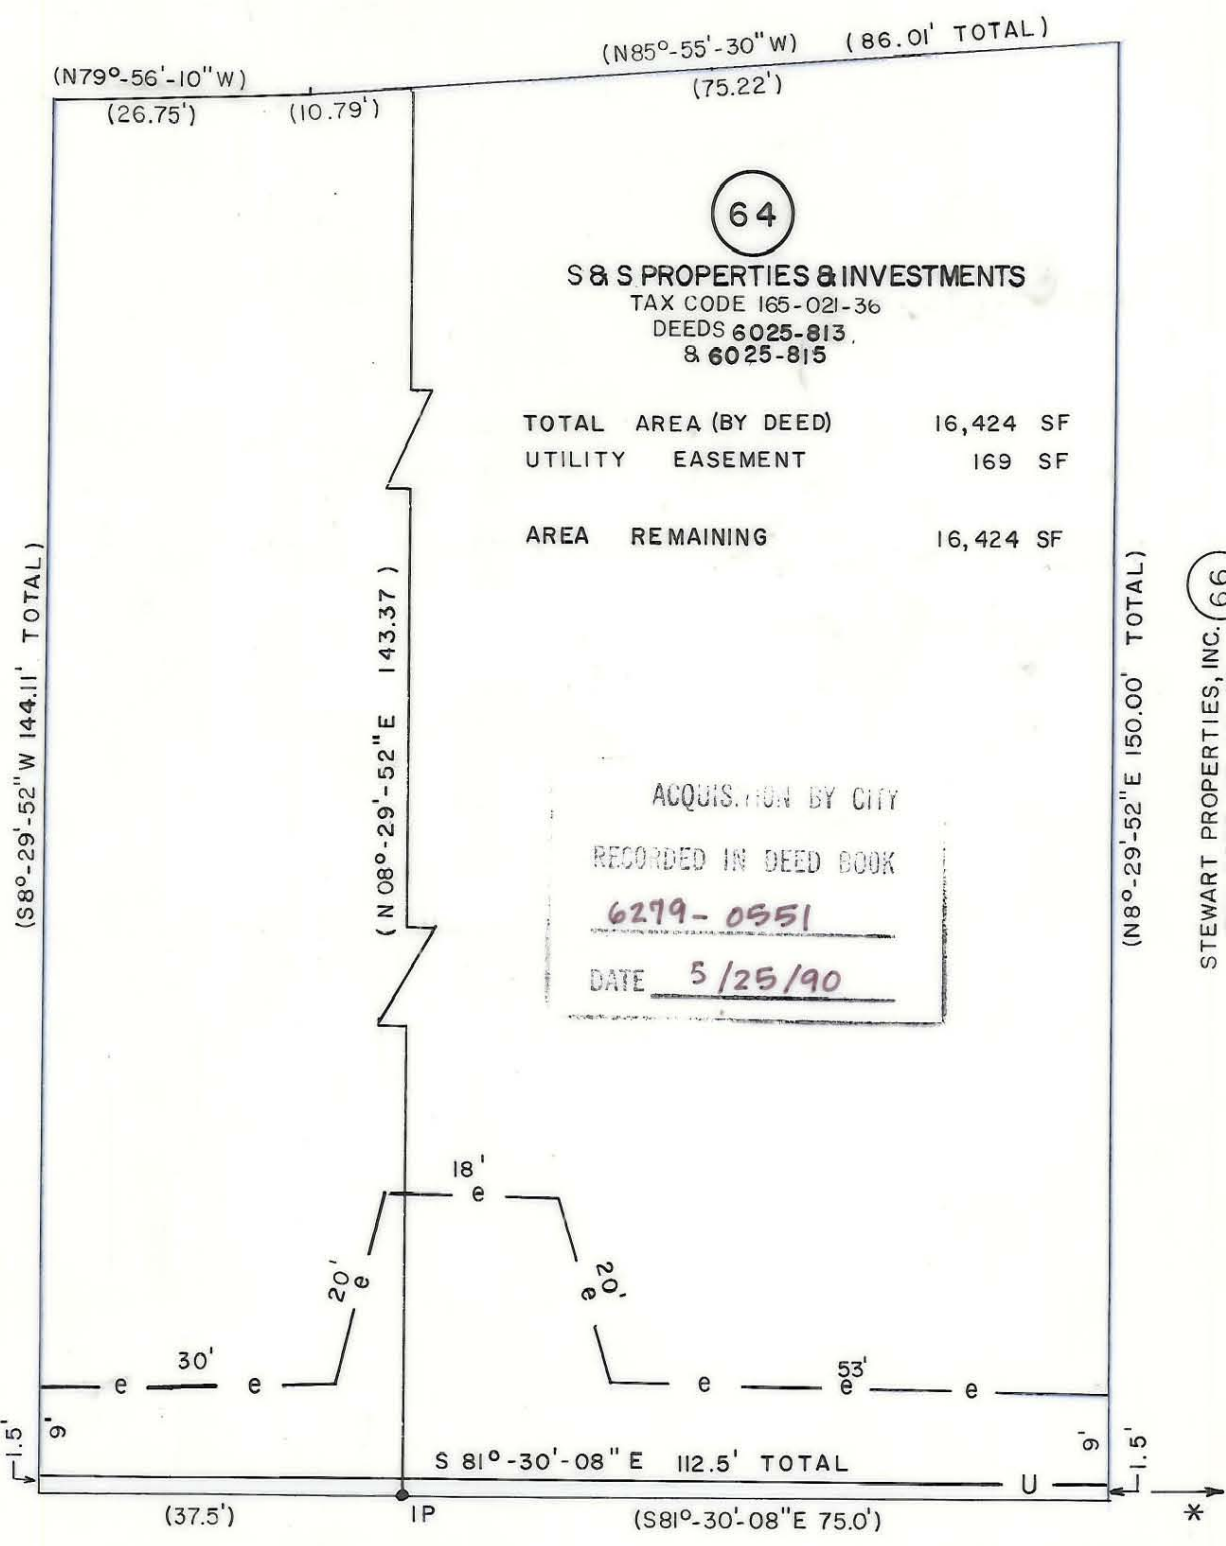 (N85°-55'-30"W) (86.01' TOTAL)
(N79°-56'-10"W)
(75.22')
(26.75') (10.79')
64
S & S PROPERTIES & INVESTMENTS
TAX CODE 165-021-36
DEEDS 6025-813
& 6025-815
TOTAL AREA (BY DEED) 16,424 SF
UTILITY EASEMENT 169 SF
AREA REMAINING 16,424 SF
(S8°-29'-52"W 144.11' TOTAL)
(N 08°-29'-52"E 143.37 )
(N8°-29'-52"E 150.00' TOTAL)
STEWART PROPERTIES, INC. 66
ACQUISITION BY CITY
RECORDED IN DEED BOOK
6279-0551
DATE 5/25/90
18'
e
20'
e
20'
e
30'
e e
53'
e e e
1.5'
9'
9'
1.5'
S 81°-30'-08" E 112.5' TOTAL
U
(37.5') IP (S81°-30'-08"E 75.0')
*